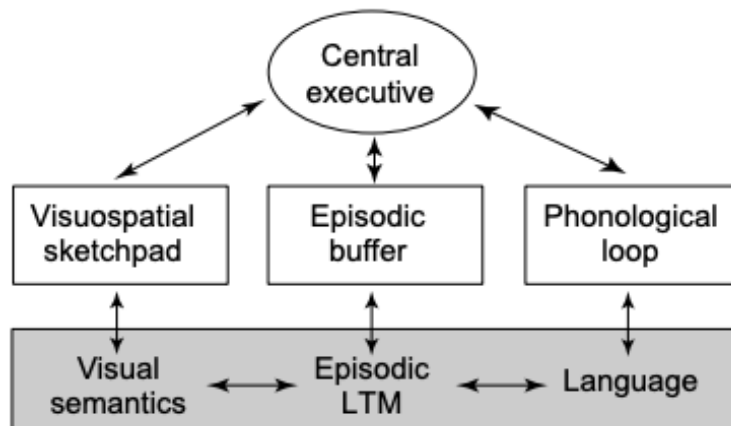 Central
executive
Visuospatial
sketchpad
Episodic
buffer
Phonological
loop
Visual
semantics
Episodic
LTM
Language